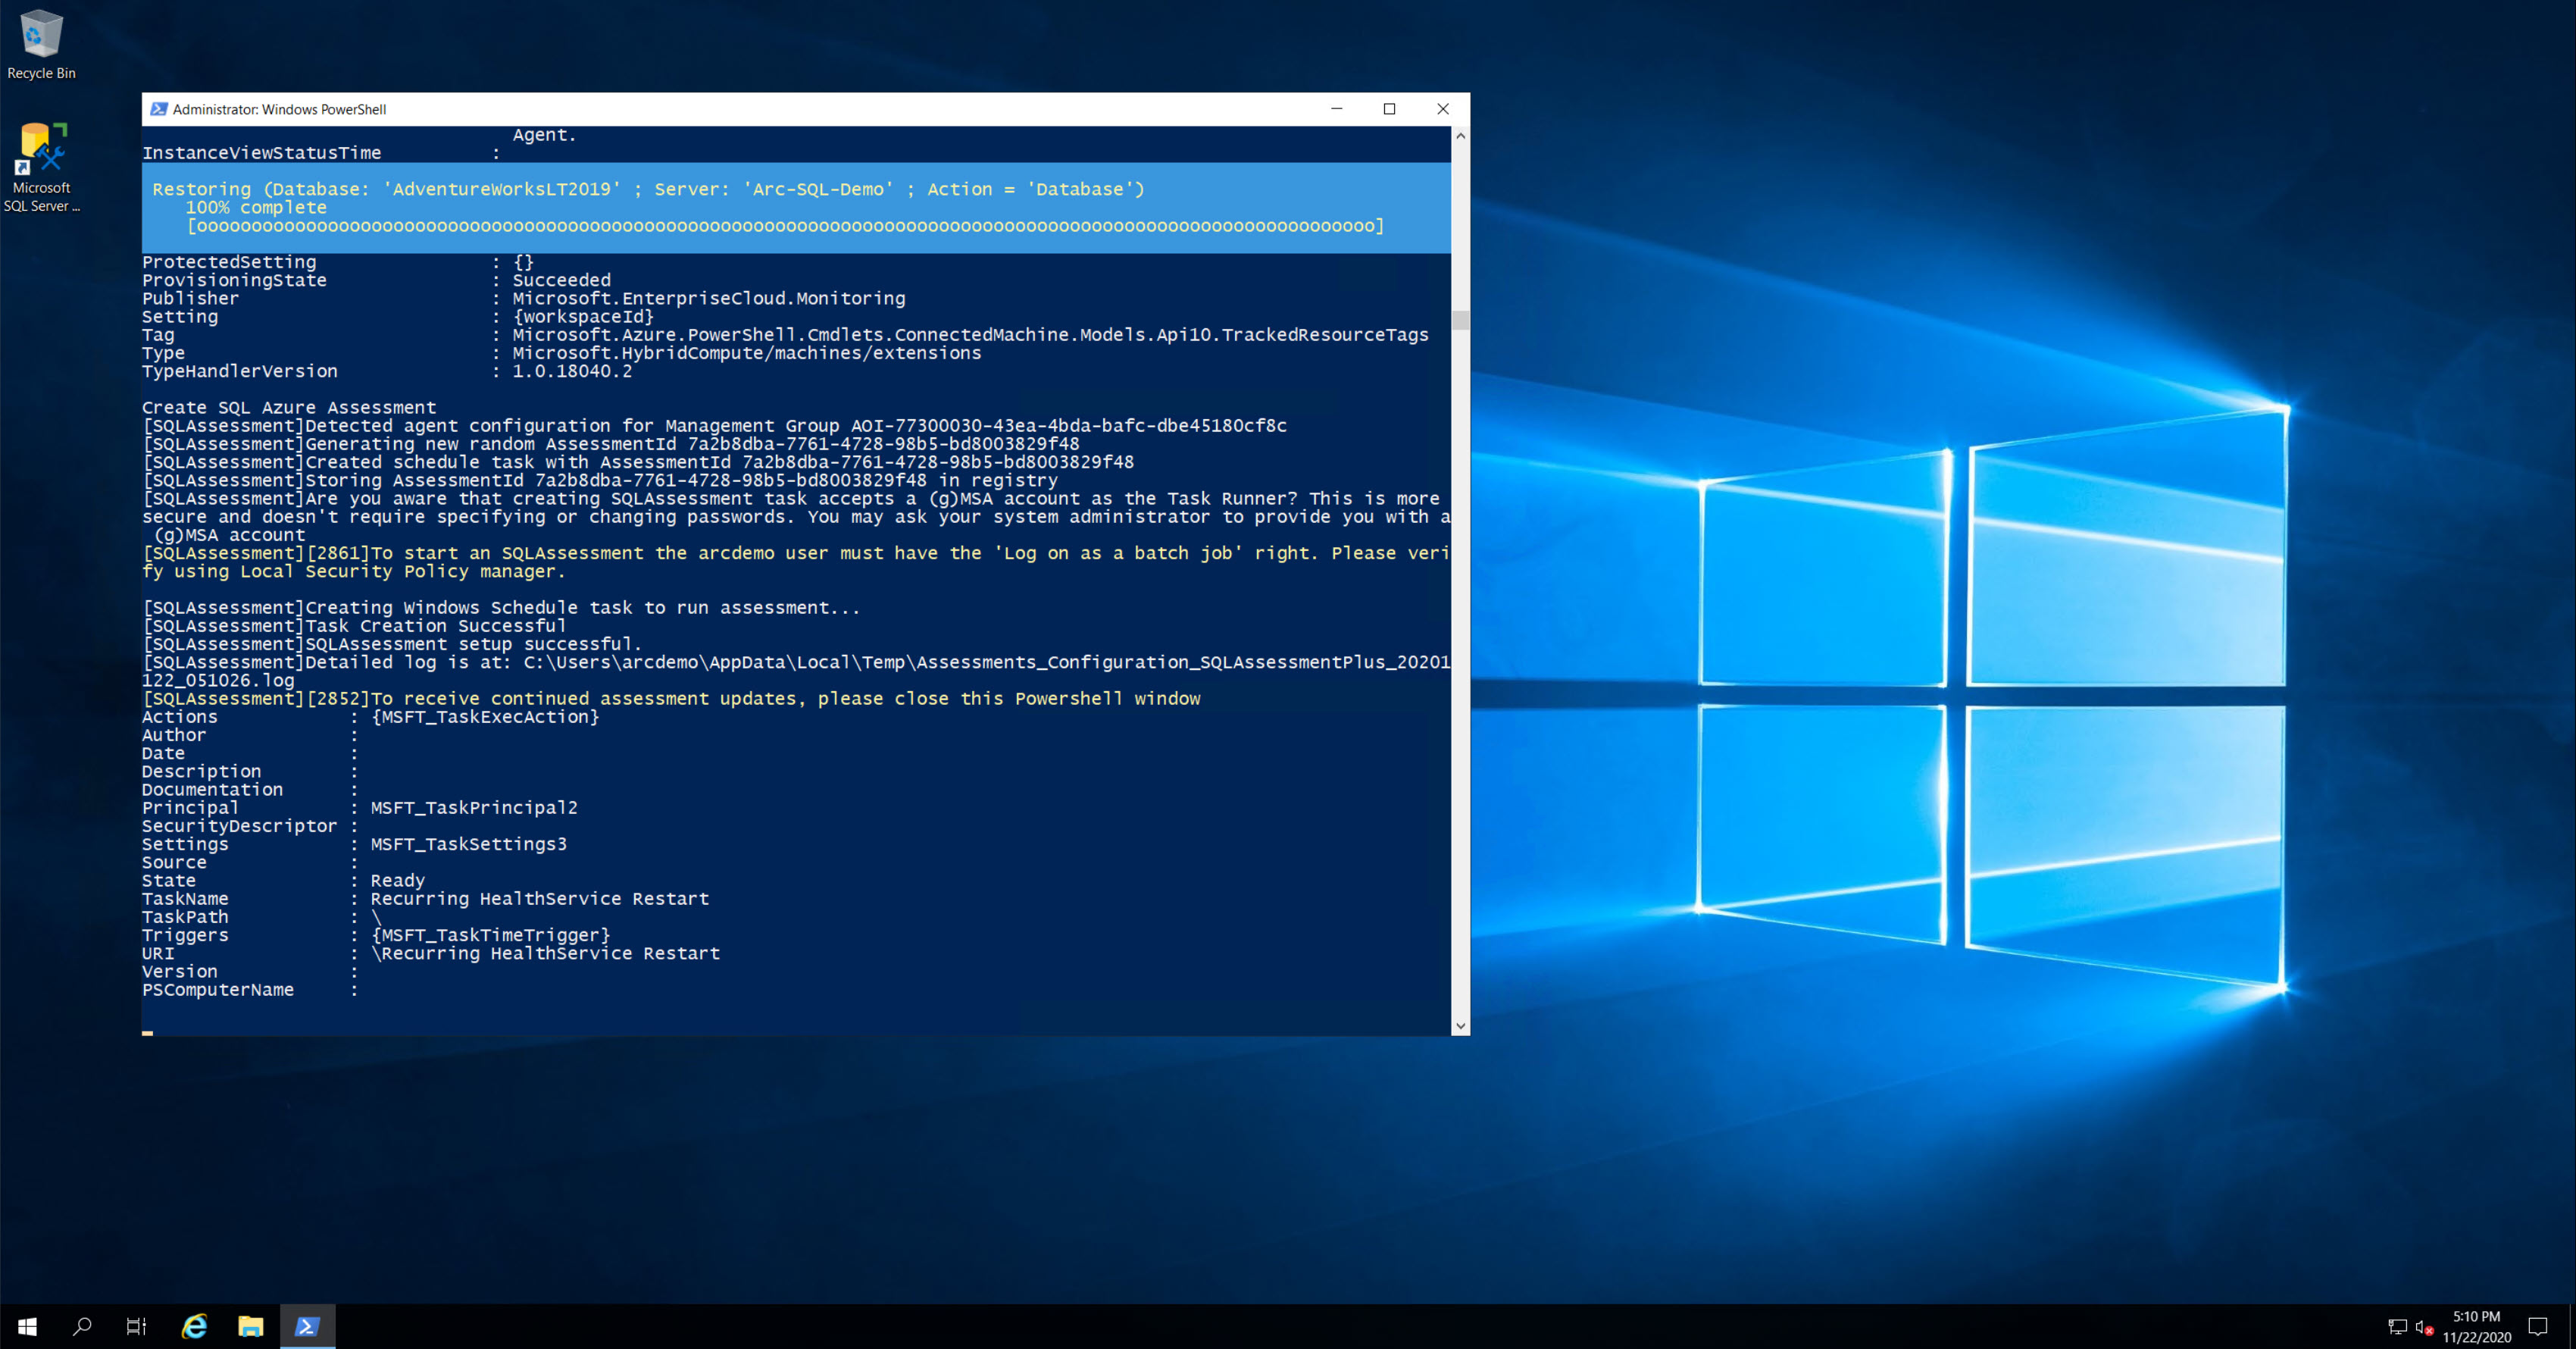 Recycle Bin
Microsoft
SQL Server ...
Administrator: Windows PowerShell
Agent.
InstanceViewStatusTime :
Restoring (Database: 'AdventureWorksLT2019' ; Server: 'Arc-SQL-Demo' ; Action = 'Database')
100% complete
[oooooooooooooooooooooooooooooooooooooooooooooooooooooooooooooooooooooooooooooooooooooooooooooooooooooooooooo]
ProtectedSetting : {}
ProvisioningState : Succeeded
Publisher : Microsoft.EnterpriseCloud.Monitoring
Setting : {workspaceId}
Tag : Microsoft.Azure.PowerShell.Cmdlets.ConnectedMachine.Models.Api10.TrackedResourceTags
Type : Microsoft.HybridCompute/machines/extensions
TypeHandlerVersion : 1.0.18040.2
Create SQL Azure Assessment
[SQLAssessment]Detected agent configuration for Management Group AOI-77300030-43ea-4bda-bafc-dbe45180cf8c
[SQLAssessment]Generating new random AssessmentId 7a2b8dba-7761-4728-98b5-bd8003829f48
[SQLAssessment]Created schedule task with AssessmentId 7a2b8dba-7761-4728-98b5-bd8003829f48
[SQLAssessment]Storing AssessmentId 7a2b8dba-7761-4728-98b5-bd8003829f48 in registry
[SQLAssessment]Are you aware that creating SQLAssessment task accepts a (g)MSA account as the Task Runner? This is more
secure and doesn't require specifying or changing passwords. You may ask your system administrator to provide you with a
(g)MSA account
[SQLAssessment][2861]To start an SQLAssessment the arcdemo user must have the 'Log on as a batch job' right. Please veri
fy using Local Security Policy manager.
[SQLAssessment]Creating Windows Schedule task to run assessment...
[SQLAssessment]Task Creation Successful
[SQLAssessment]SQLAssessment setup successful.
[SQLAssessment]Detailed log is at: C:\Users\arcdemo\AppData\Local\Temp\Assessments_Configuration_SQLAssessmentPlus_20201
122_051026.log
[SQLAssessment][2852]To receive continued assessment updates, please close this Powershell window
Actions : {MSFT_TaskExecAction}
Author :
Date :
Description :
Documentation :
Principal : MSFT_TaskPrincipal2
SecurityDescriptor :
Settings : MSFT_TaskSettings3
Source :
State : Ready
TaskName : Recurring HealthService Restart
TaskPath : \
Triggers : {MSFT_TaskTimeTrigger}
URI : \Recurring HealthService Restart
Version :
PSComputerName :
5:10 PM
11/22/2020